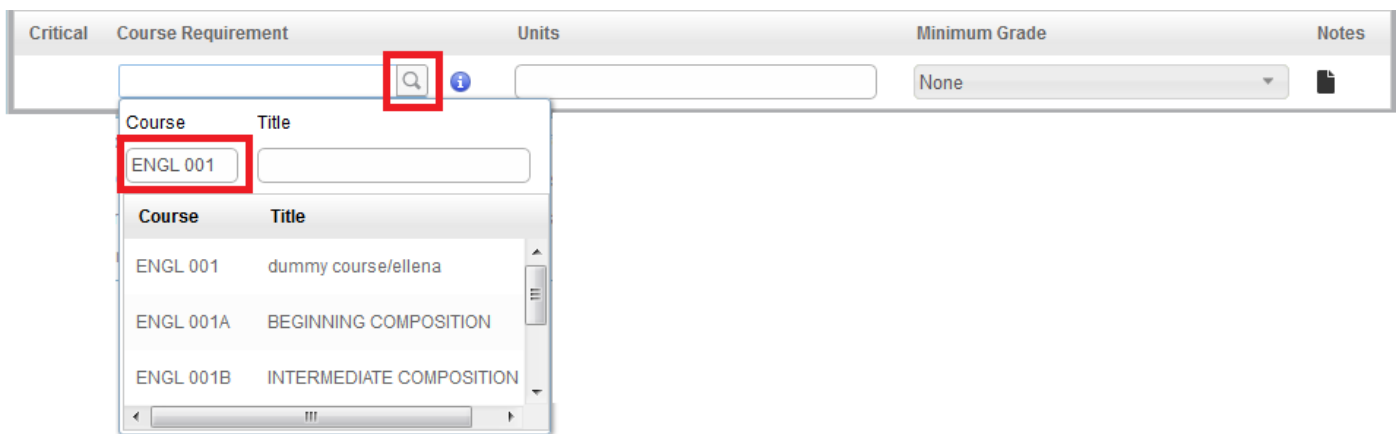 Critical Course Requirement Units Minimum Grade Notes
None
Course Title
ENGL 001
Course Title
ENGL 001 dummy course/ellena
ENGL 001A BEGINNING COMPOSITION
ENGL 001B INTERMEDIATE COMPOSITION